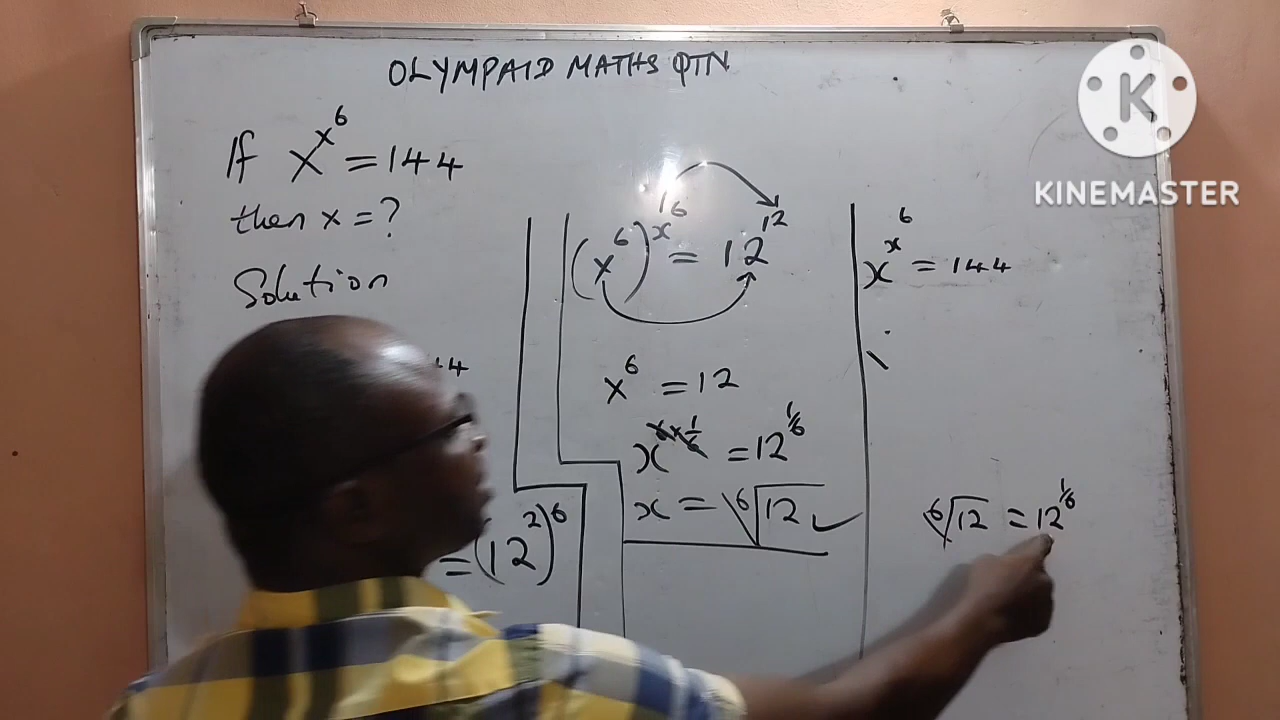 OLYMPAID MATHS QTN
If x^x^6 = 144
then x = ?
Solution
44
= (12^2)^6
(x^6)^x^6 = 12^12
x^6 = 12
x^6×1/6 = 12^1/6
x = ⁶√12 ✓
x^x^6 = 144
⁶√12 = 12^1/6
K
KINEMASTER